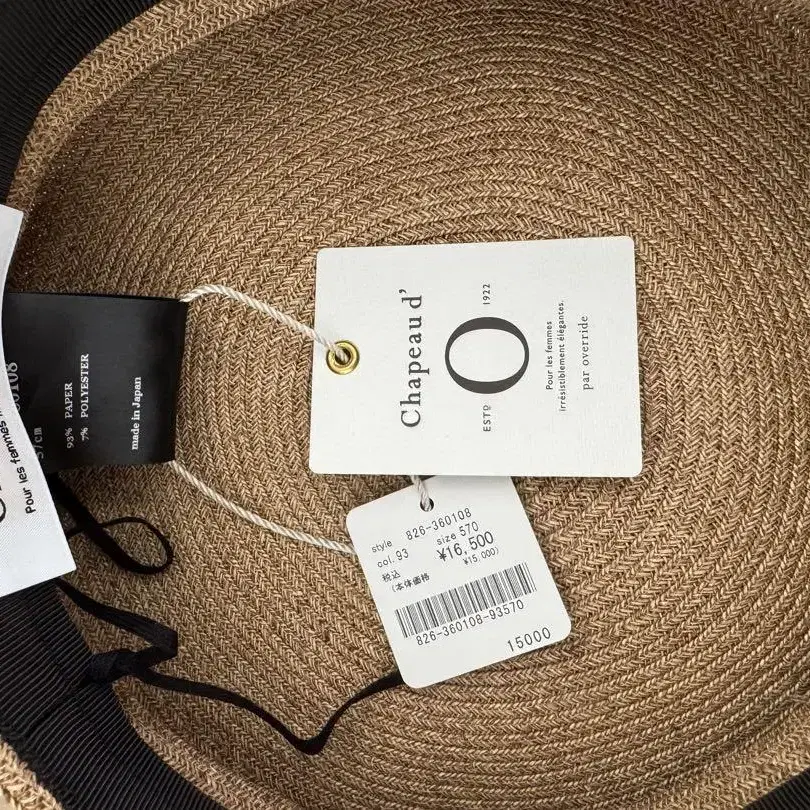 Chapeau d'
O
ESTD 1922
Pour les femmes
irrésistiblement élégantes.
par override
style 826-360108
col. 93 size 570
税込 ¥16,500
(本体価格 ¥15,000)
826-360108-93570
15000
93% PAPER
7% POLYESTER
made in Japan
Pour les femmes